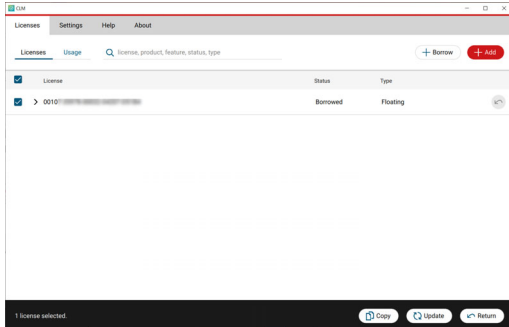 CLM
Licenses Settings Help About
Licenses Usage license, product, feature, status, type Borrow Add
License Status Type
0010 Borrowed Floating
1 license selected. Copy Update Return